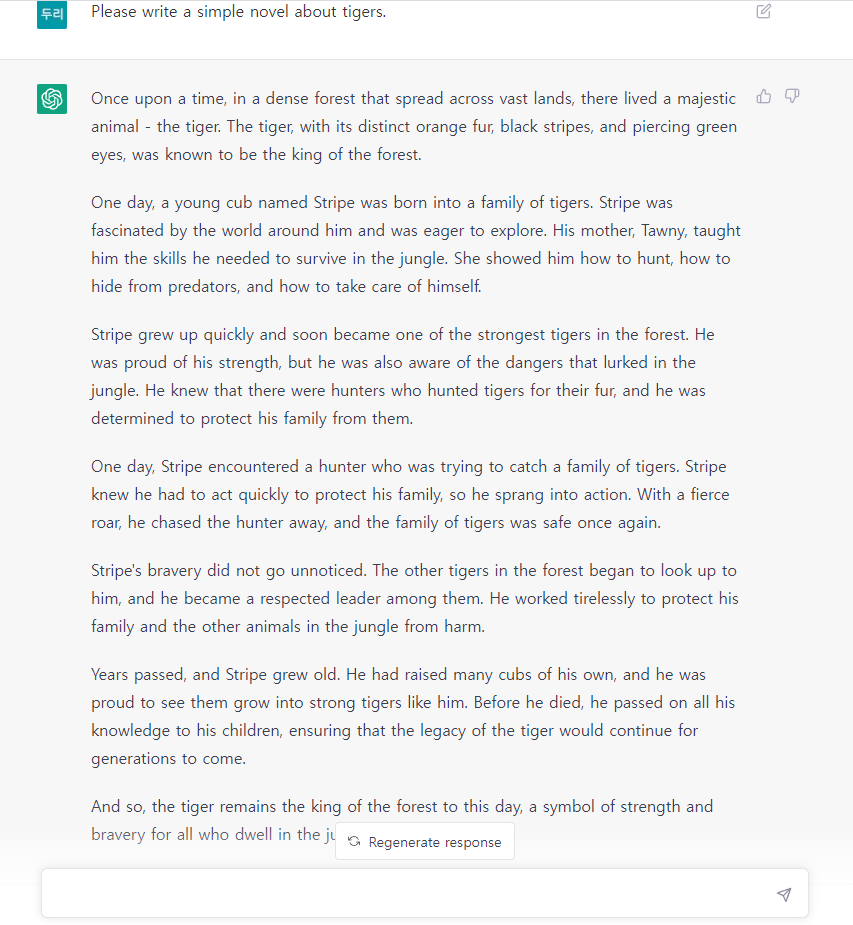 두리
Please write a simple novel about tigers.
Once upon a time, in a dense forest that spread across vast lands, there lived a majestic
animal - the tiger. The tiger, with its distinct orange fur, black stripes, and piercing green
eyes, was known to be the king of the forest.
One day, a young cub named Stripe was born into a family of tigers. Stripe was
fascinated by the world around him and was eager to explore. His mother, Tawny, taught
him the skills he needed to survive in the jungle. She showed him how to hunt, how to
hide from predators, and how to take care of himself.
Stripe grew up quickly and soon became one of the strongest tigers in the forest. He
was proud of his strength, but he was also aware of the dangers that lurked in the
jungle. He knew that there were hunters who hunted tigers for their fur, and he was
determined to protect his family from them.
One day, Stripe encountered a hunter who was trying to catch a family of tigers. Stripe
knew he had to act quickly to protect his family, so he sprang into action. With a fierce
roar, he chased the hunter away, and the family of tigers was safe once again.
Stripe's bravery did not go unnoticed. The other tigers in the forest began to look up to
him, and he became a respected leader among them. He worked tirelessly to protect his
family and the other animals in the jungle from harm.
Years passed, and Stripe grew old. He had raised many cubs of his own, and he was
proud to see them grow into strong tigers like him. Before he died, he passed on all his
knowledge to his children, ensuring that the legacy of the tiger would continue for
generations to come.
And so, the tiger remains the king of the forest to this day, a symbol of strength and
bravery for all who dwell in the
Regenerate response